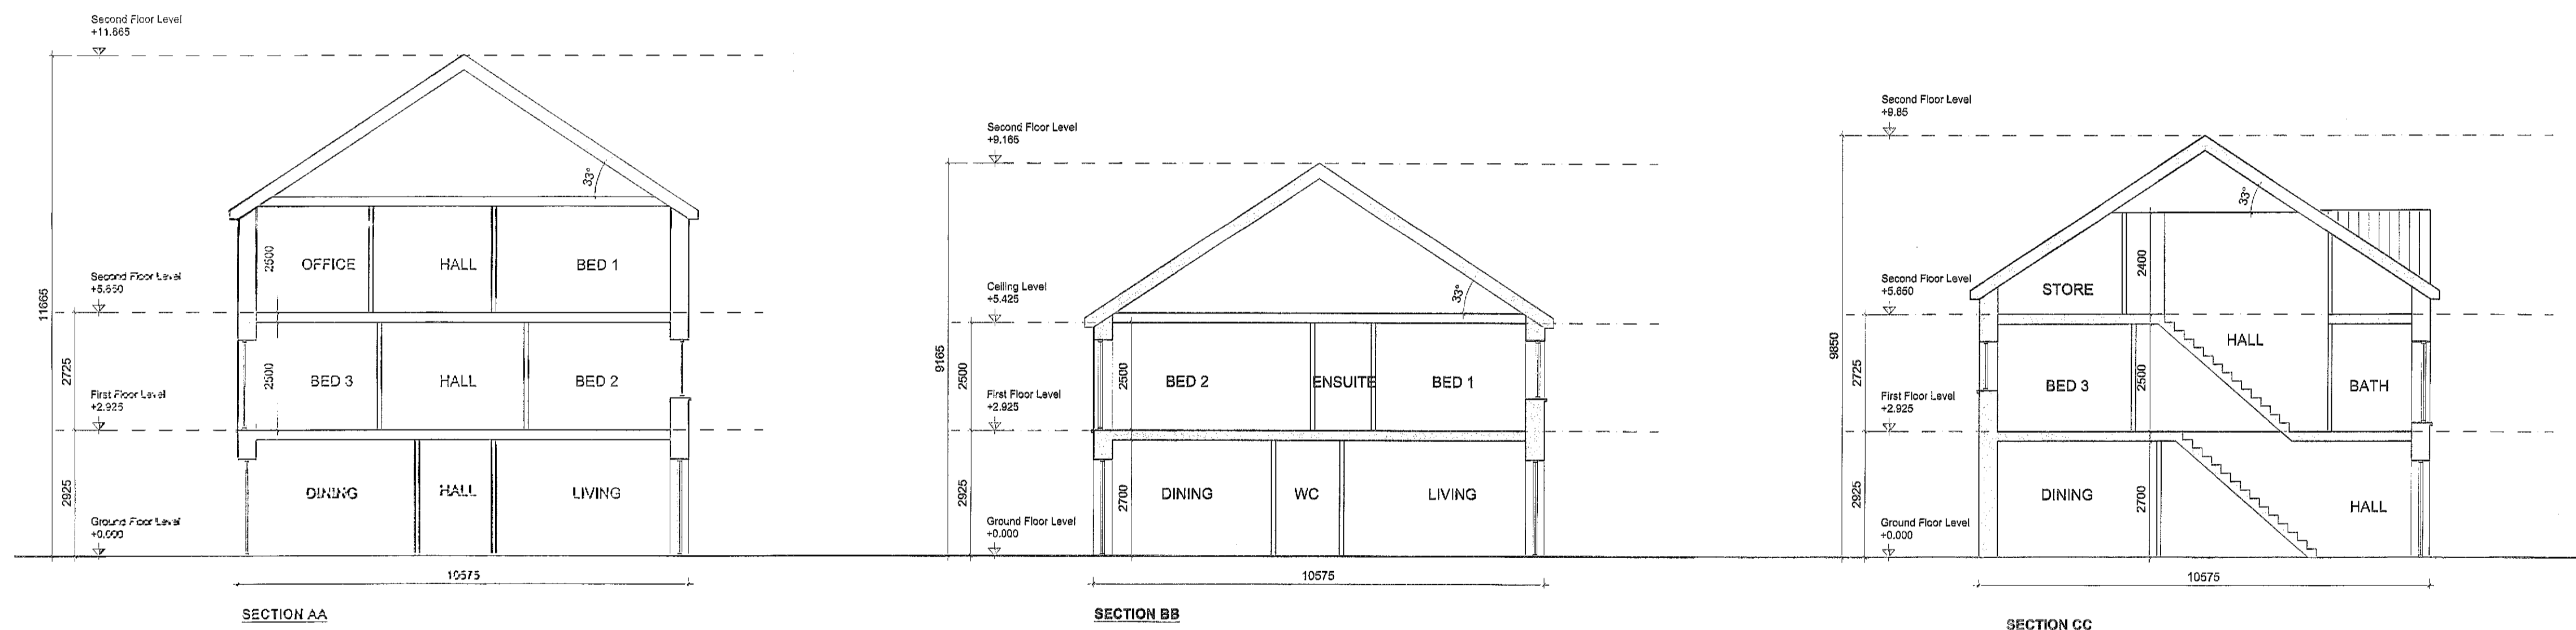 Second Floor Level
+11.665
33°
2500
OFFICE
HALL
BED 1
Second Floor Level
+5.650
11665
2725
2500
BED 3
HALL
BED 2
First Floor Level
+2.925
2925
DINING
HALL
LIVING
Ground Floor Level
+0.000
10575
SECTION AA
Second Floor Level
+9.165
Ceiling Level
+5.425
33°
9165
2500
2500
BED 2
ENSUITE
BED 1
First Floor Level
+2.925
2925
2700
DINING
WC
LIVING
Ground Floor Level
+0.000
10575
SECTION BB
Second Floor Level
+9.85
33°
2400
STORE
Second Floor Level
+5.650
9850
2725
HALL
2500
BED 3
BATH
First Floor Level
+2.925
2925
2700
DINING
HALL
Ground Floor Level
+0.000
10575
SECTION CC